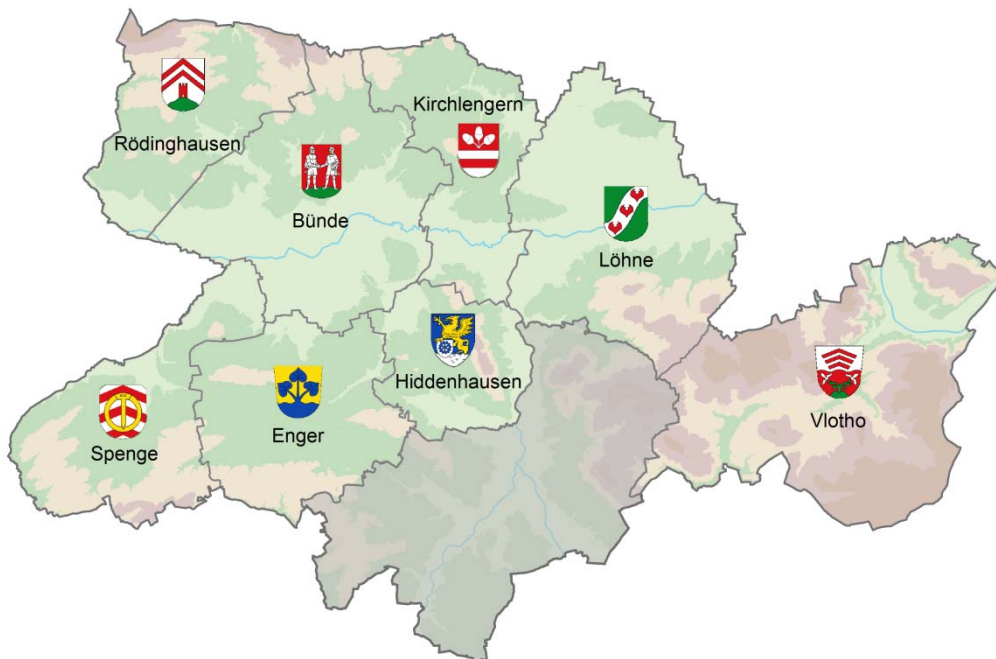 Kirchlengern
Rödinghausen
Bünde
Löhne
Hiddenhausen
Vlotho
Enger
Spenge